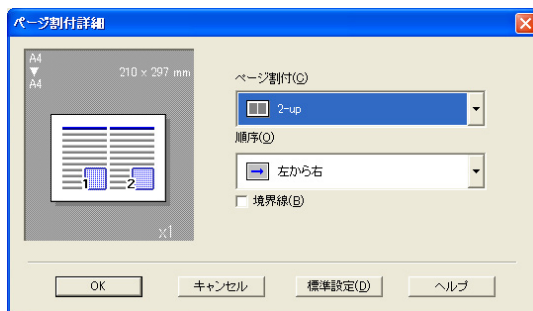 ページ割付詳細
A4
▼
A4
210 x 297 mm
1
2
x1
ページ割付(C)
2-up
順序(O)
左から右
境界線(B)
OK
キャンセル
標準設定(D)
ヘルプ